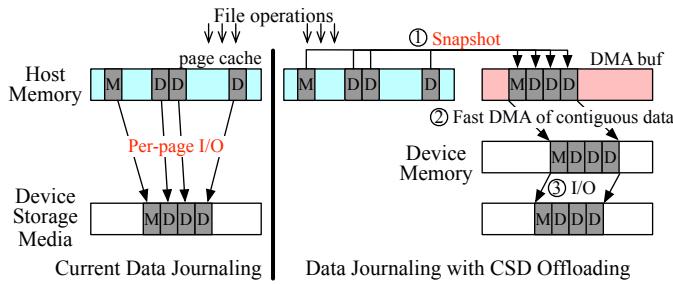 File operations
① Snapshot
page cache
DMA buf
Host
Memory
M D D D
M D D
D
M D D D
② Fast DMA of contiguous data
Per-page I/O
Device
Memory
M D D D
③ I/O
Device
Storage
Media
M D D D
M D D D
Current Data Journaling
Data Journaling with CSD Offloading